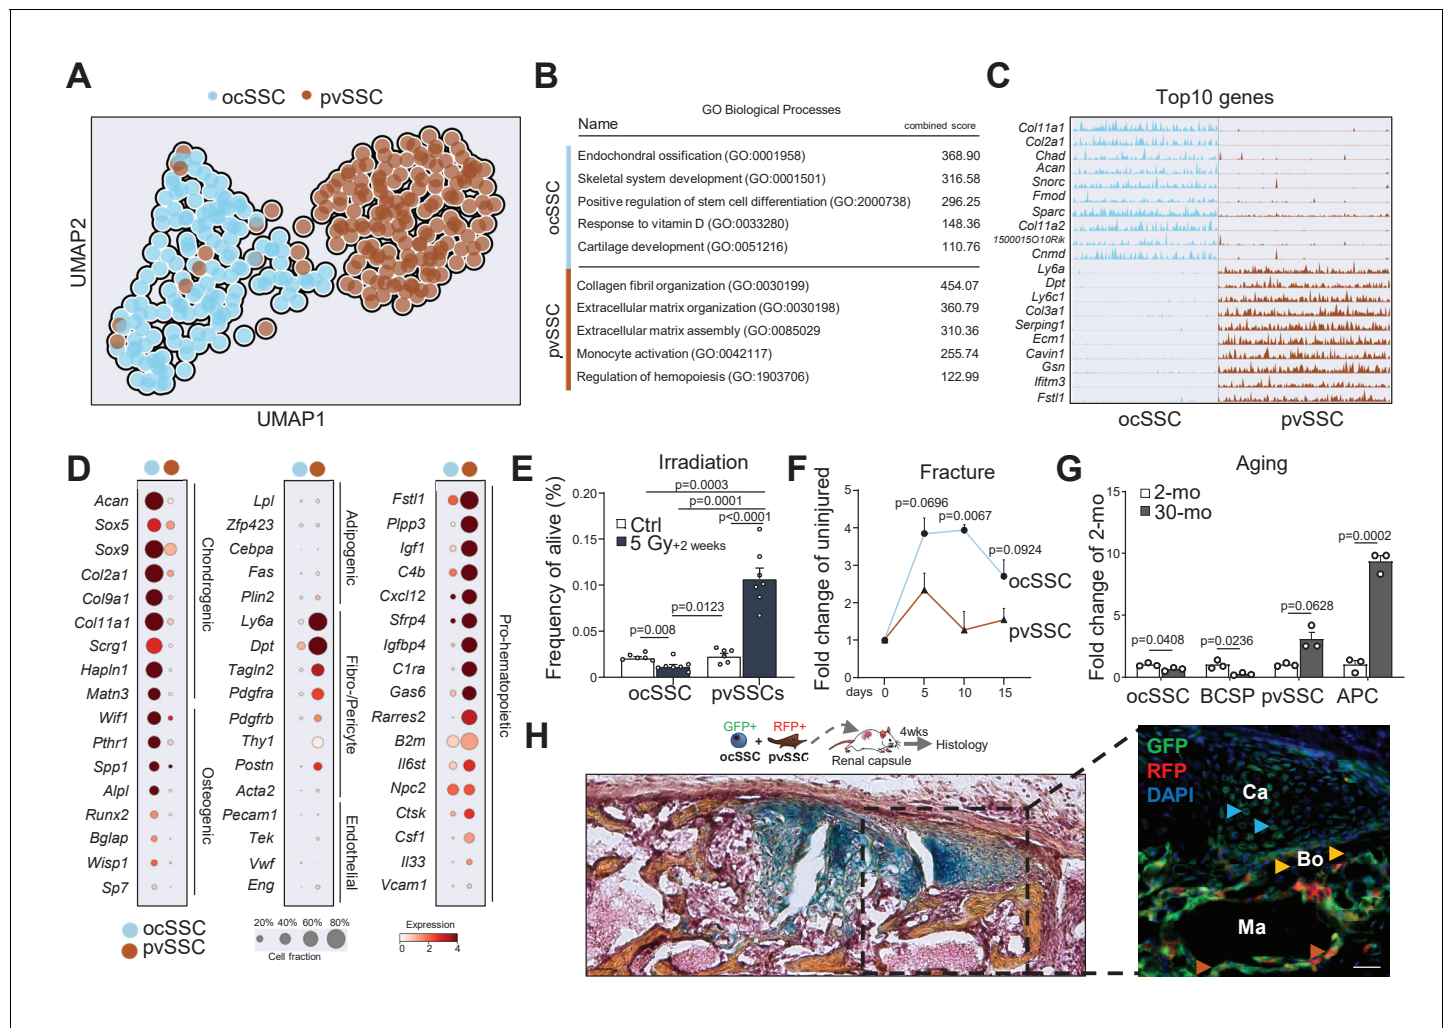 A
ocSSC pvSSC
UMAP2
UMAP1
B
GO Biological Processes
Name combined score
ocSSC
Endochondral ossification (GO:0001958) 368.90
Skeletal system development (GO:0001501) 316.58
Positive regulation of stem cell differentiation (GO:2000738) 296.25
Response to vitamin D (GO:0033280) 148.36
Cartilage development (GO:0051216) 110.76
pvSSC
Collagen fibril organization (GO:0030199) 454.07
Extracellular matrix organization (GO:0030198) 360.79
Extracellular matrix assembly (GO:0085029 310.36
Monocyte activation (GO:0042117) 255.74
Regulation of hemopoiesis (GO:1903706) 122.99
C
Top10 genes
Col11a1
Col2a1
Chad
Acan
Snorc
Fmod
Sparc
Col11a2
1500015O10Rik
Cnmd
Ly6a
Dpt
Ly6c1
Col3a1
Serping1
Ecm1
Cavin1
Gsn
Ifitm3
Fstl1
ocSSC pvSSC
D
Acan
Sox5
Sox9
Col2a1
Col9a1
Col11a1
Scrg1
Hapln1
Matn3
Wif1
Pthr1
Spp1
Alpl
Runx2
Bglap
Wisp1
Sp7
Chondrogenic
Osteogenic
Lpl
Zfp423
Cebpa
Fas
Plin2
Ly6a
Dpt
Tagln2
Pdgfra
Pdgfrb
Thy1
Postn
Acta2
Pecam1
Tek
Vwf
Eng
Adipogenic
Fibro-/Pericyte
Endothelial
Fstl1
Plpp3
Igf1
C4b
Cxcl12
Sfrp4
Igfbp4
C1ra
Gas6
Rarres2
B2m
Il6st
Npc2
Ctsk
Csf1
Il33
Vcam1
Pro-hematopoietic
ocSSC
pvSSC
20% 40% 60% 80%
Cell fraction
Expression
0 2 4
E
Irradiation
Frequency of alive (%)
0.20
0.15
0.10
0.05
0
p=0.0003
p=0.0001
p<0.0001
Ctrl
5 Gy+2 weeks
p=0.0123
p=0.008
ocSSC pvSSCs
F
Fracture
Fold change of uninjured
5
4
3
2
1
0
p=0.0696
p=0.0067
p=0.0924
ocSSC
pvSSC
days 0 5 10 15
G
Aging
Fold change of 2-mo
15
10
5
0
2-mo
30-mo
p=0.0002
p=0.0628
p=0.0408 p=0.0236
ocSSC BCSP pvSSC APC
H
GFP+ RFP+
+
ocSSC pvSSC
Renal capsule
4wks
Histology
GFP
RFP
DAPI
Ca
Bo
Ma